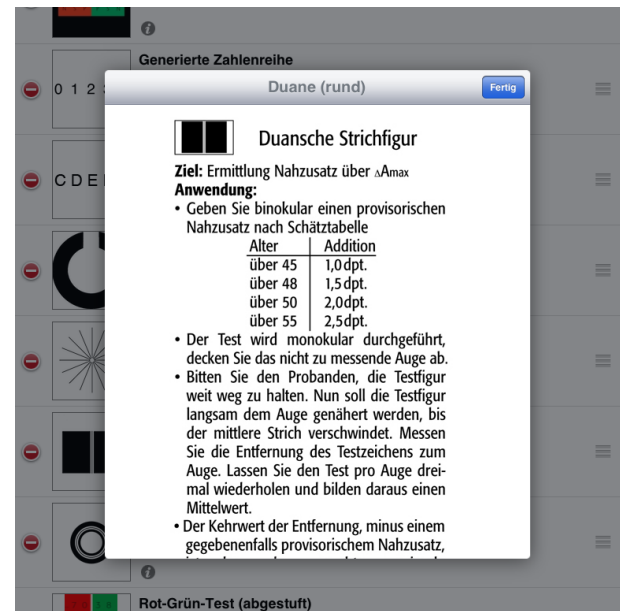 Generierte Zahlenreihe
0 1 2
Duane (rund)
Fertig
Duansche Strichfigur
Ziel: Ermittlung Nahzusatz über ΔAmax
Anwendung:
• Geben Sie binokular einen provisorischen
Nahzusatz nach Schätztabelle
Alter Addition
über 45 1,0 dpt.
über 48 1,5 dpt.
über 50 2,0 dpt.
über 55 2,5 dpt.
• Der Test wird monokular durchgeführt,
decken Sie das nicht zu messende Auge ab.
• Bitten Sie den Probanden, die Testfigur
weit weg zu halten. Nun soll die Testfigur
langsam dem Auge genähert werden, bis
der mittlere Strich verschwindet. Messen
Sie die Entfernung des Testzeichens zum
Auge. Lassen Sie den Test pro Auge drei-
mal wiederholen und bilden daraus einen
Mittelwert.
• Der Kehrwert der Entfernung, minus einem
gegebenenfalls provisorischem Nahzusatz,
C D E
Rot-Grün-Test (abgestuft)